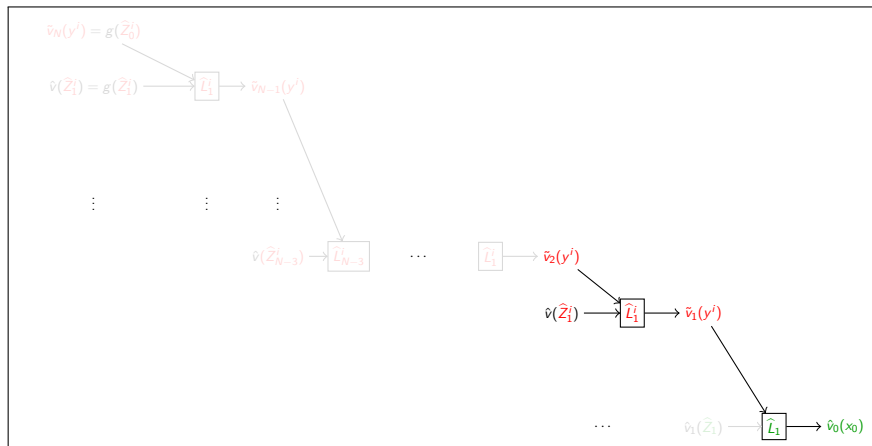 ṽ_N(y^i) = g(Ẑ_0^i)
v̂(Ẑ_1^i) = g(Ẑ_1^i) L̂_1^i ṽ_{N−1}(y^i)
⋮ ⋮ ⋮
v̂(Ẑ_{N−3}^i) L̂_{N−3}^i ⋯ L̂_1^i ṽ_2(y^i)
v̂(Ẑ_1^i) L̂_1^i ṽ_1(y^i)
⋯ v̂_1(Ẑ_1) L̂_1 v̂_0(x_0)